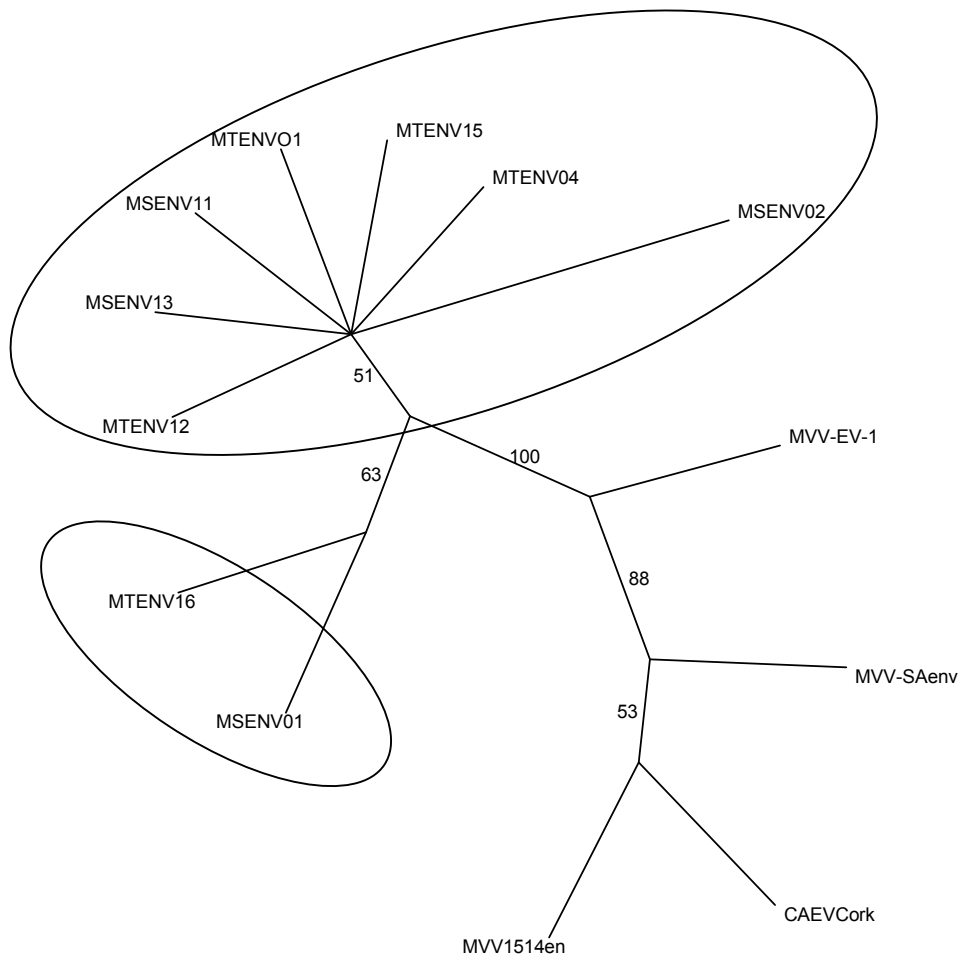 MTENVO1
MTENV15
MTENV04
MSENV11
MSENV02
MSENV13
51
MTENV12
MVV-EV-1
100
63
88
MTENV16
MVV-SAenv
53
MSENV01
CAEVCork
MVV1514en